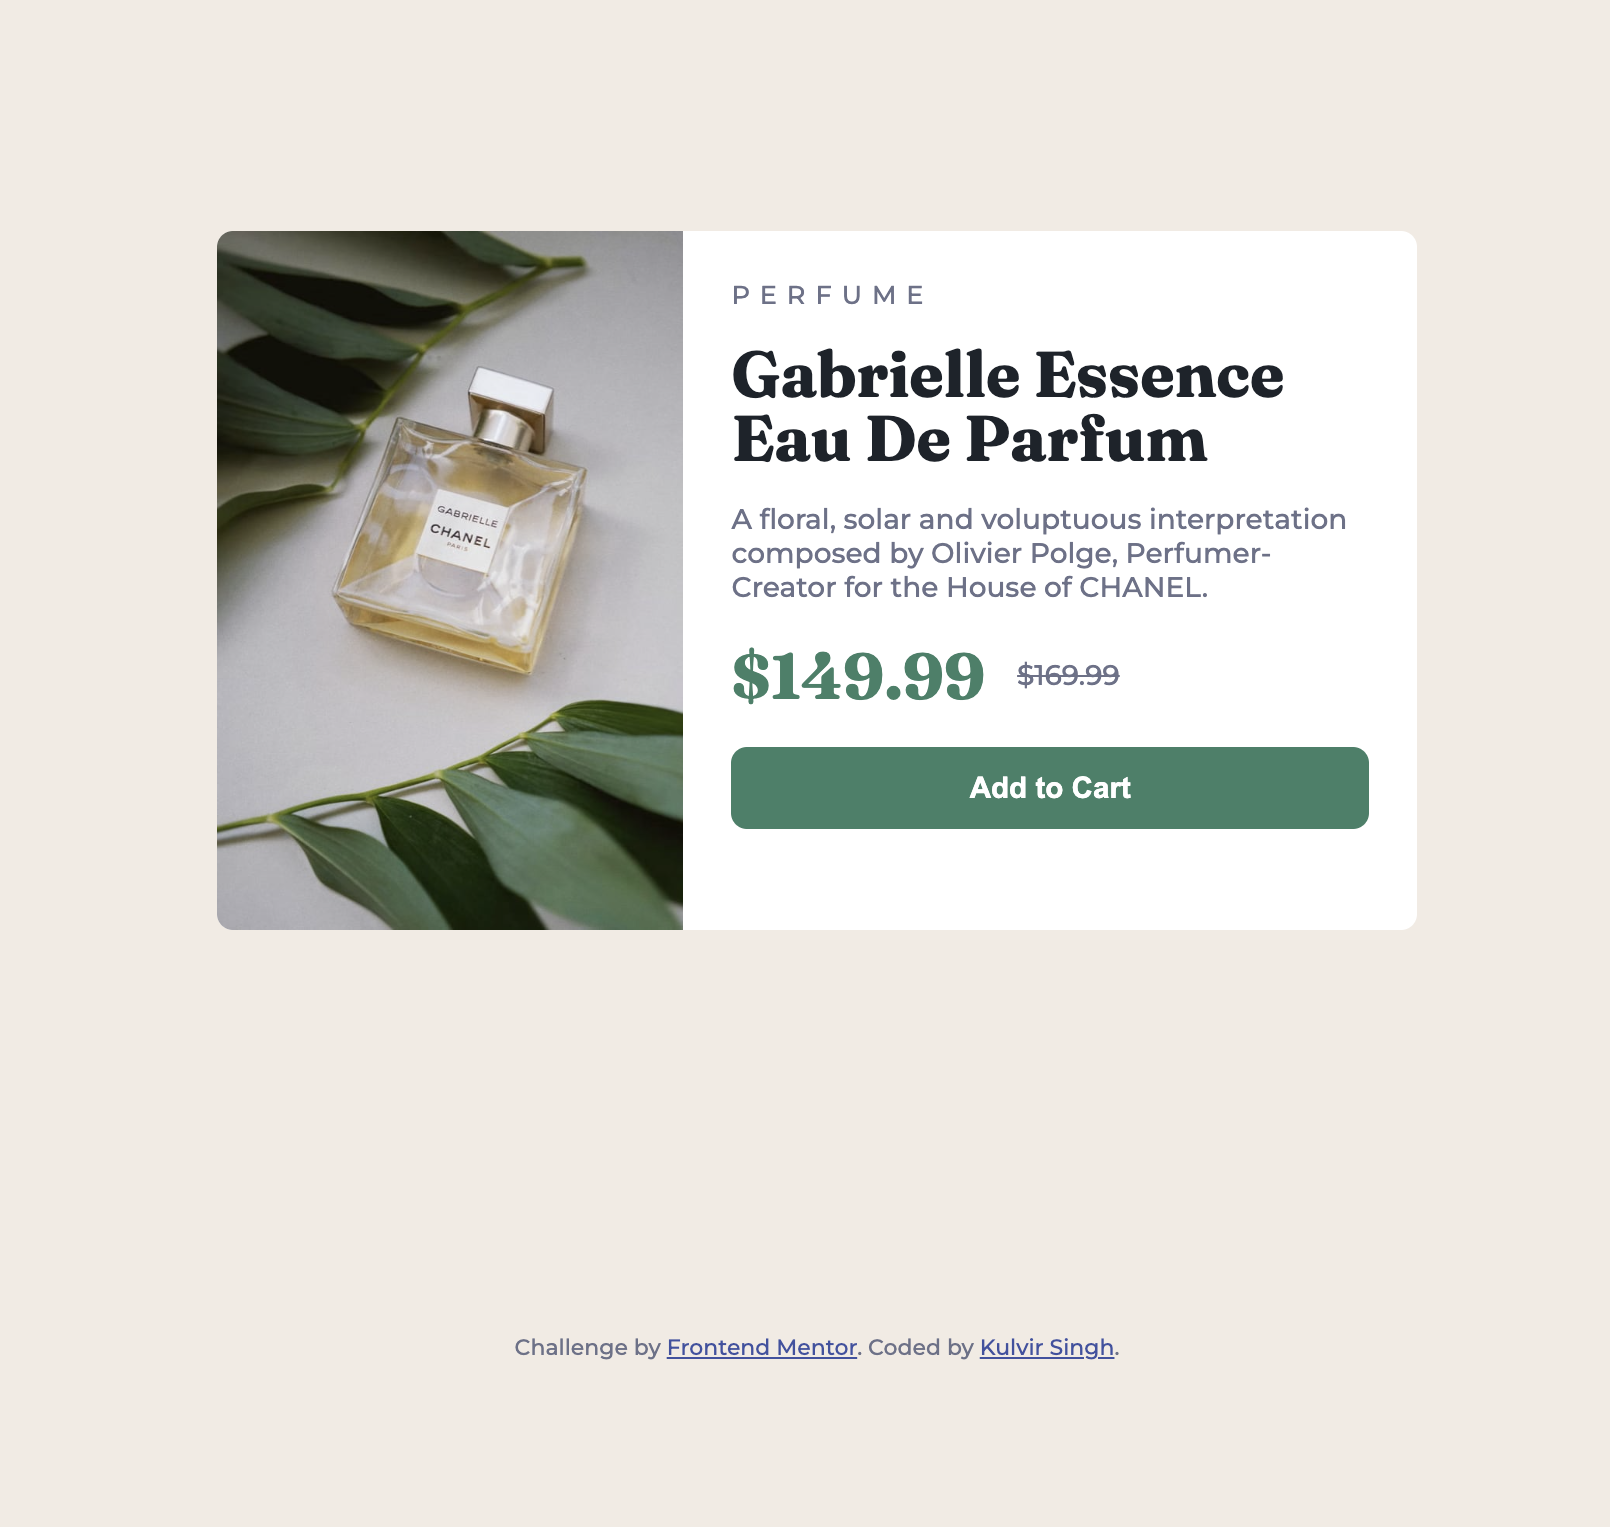 GABRIELLE
CHANEL
PARIS
PERFUME
Gabrielle Essence
Eau De Parfum
A floral, solar and voluptuous interpretation
composed by Olivier Polge, Perfumer-
Creator for the House of CHANEL.
$149.99 $169.99
Add to Cart
Challenge by Frontend Mentor. Coded by Kulvir Singh.